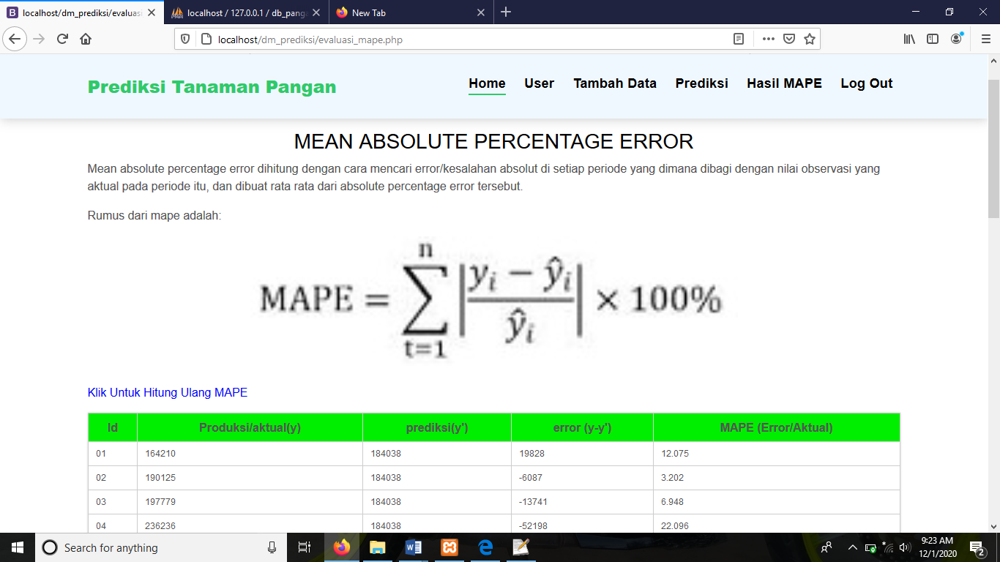 localhost/dm_prediksi/evaluasi
localhost / 127.0.0.1 / db_panga
New Tab
localhost/dm_prediksi/evaluasi_mape.php
Prediksi Tanaman Pangan
Home User Tambah Data Prediksi Hasil MAPE Log Out
MEAN ABSOLUTE PERCENTAGE ERROR
Mean absolute percentage error dihitung dengan cara mencari error/kesalahan absolut di setiap periode yang dimana dibagi dengan nilai observasi yang
aktual pada periode itu, dan dibuat rata rata dari absolute percentage error tersebut.
Rumus dari mape adalah:
MAPE = ∑ n t=1 | yi − ŷi / ŷi | × 100%
Klik Untuk Hitung Ulang MAPE
Id Produksi/aktual(y) prediksi(y') error (y-y') MAPE (Error/Aktual)
01 164210 184038 19828 12.075
02 190125 184038 -6087 3.202
03 197779 184038 -13741 6.948
04 236236 184038 -52198 22.096
Search for anything
9:23 AM
12/1/2020
2